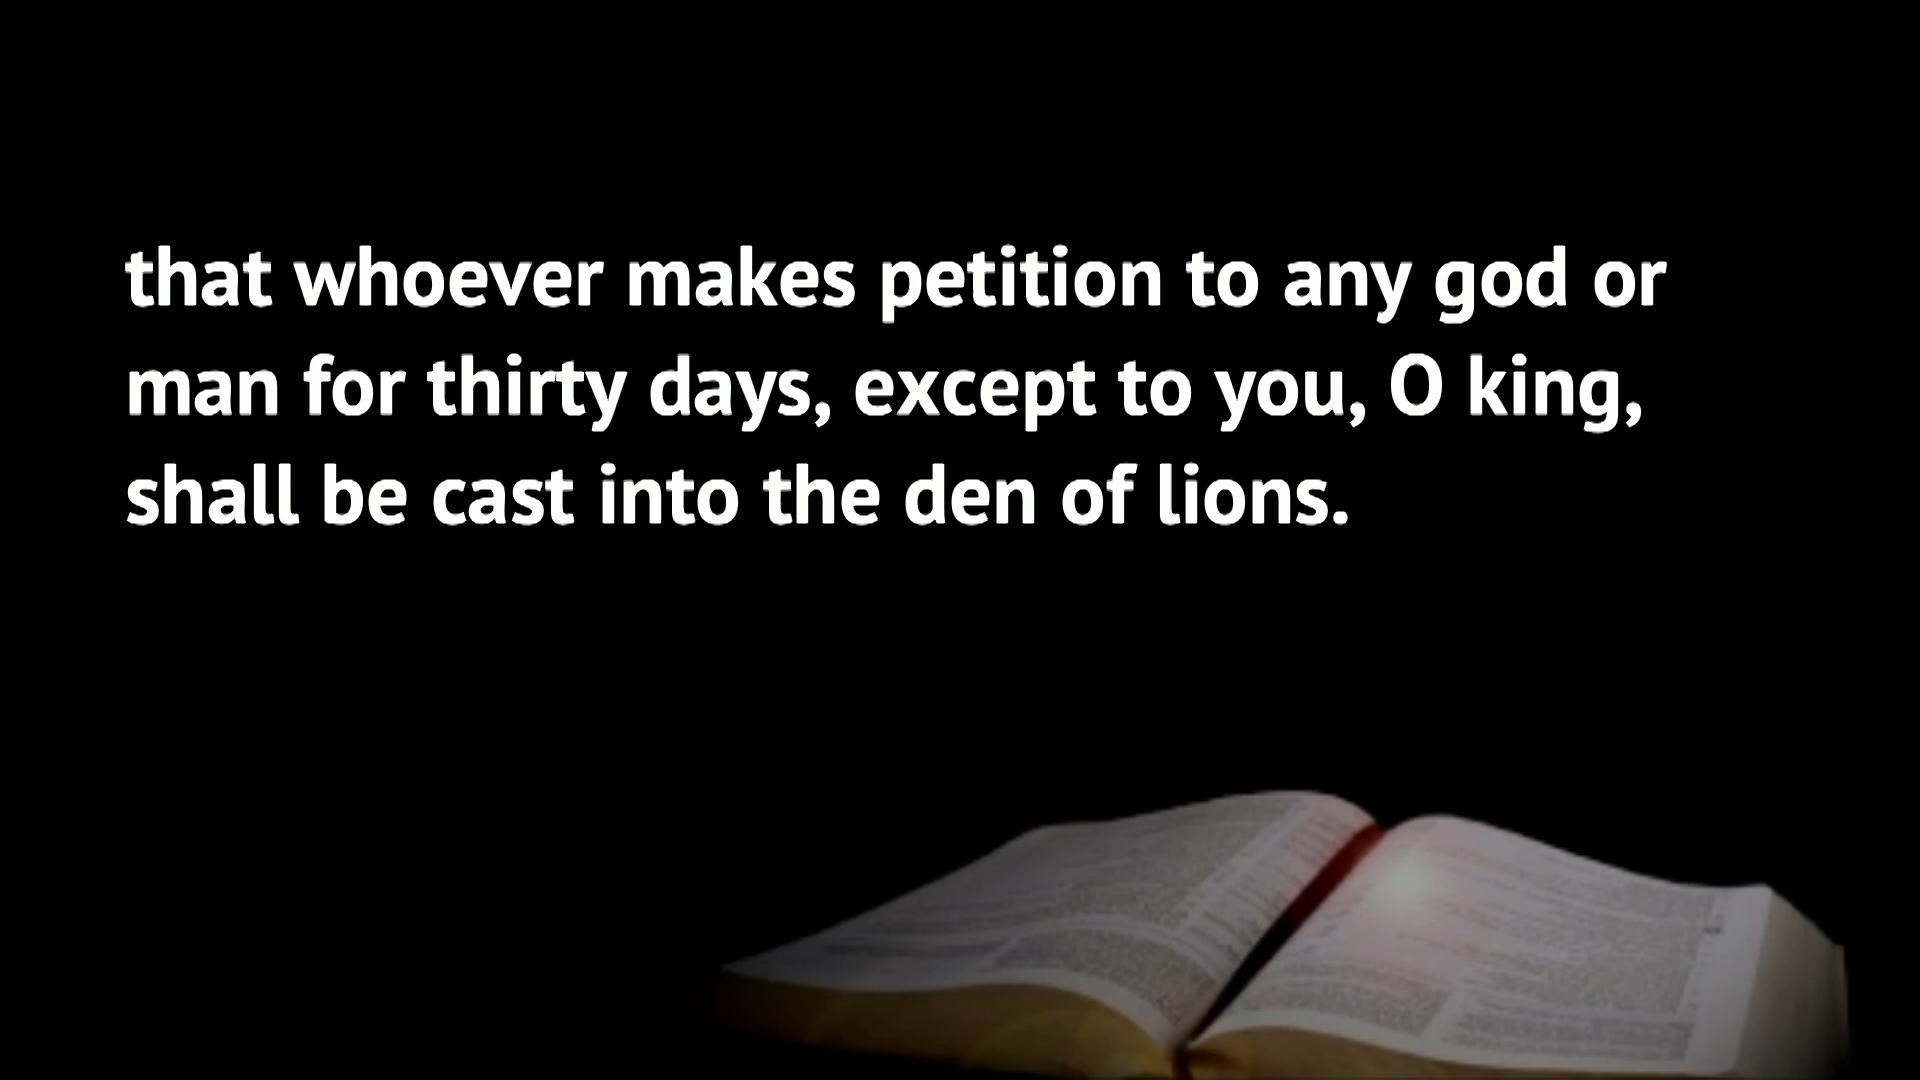 that whoever makes petition to any god or
man for thirty days, except to you, O king,
shall be cast into the den of lions.